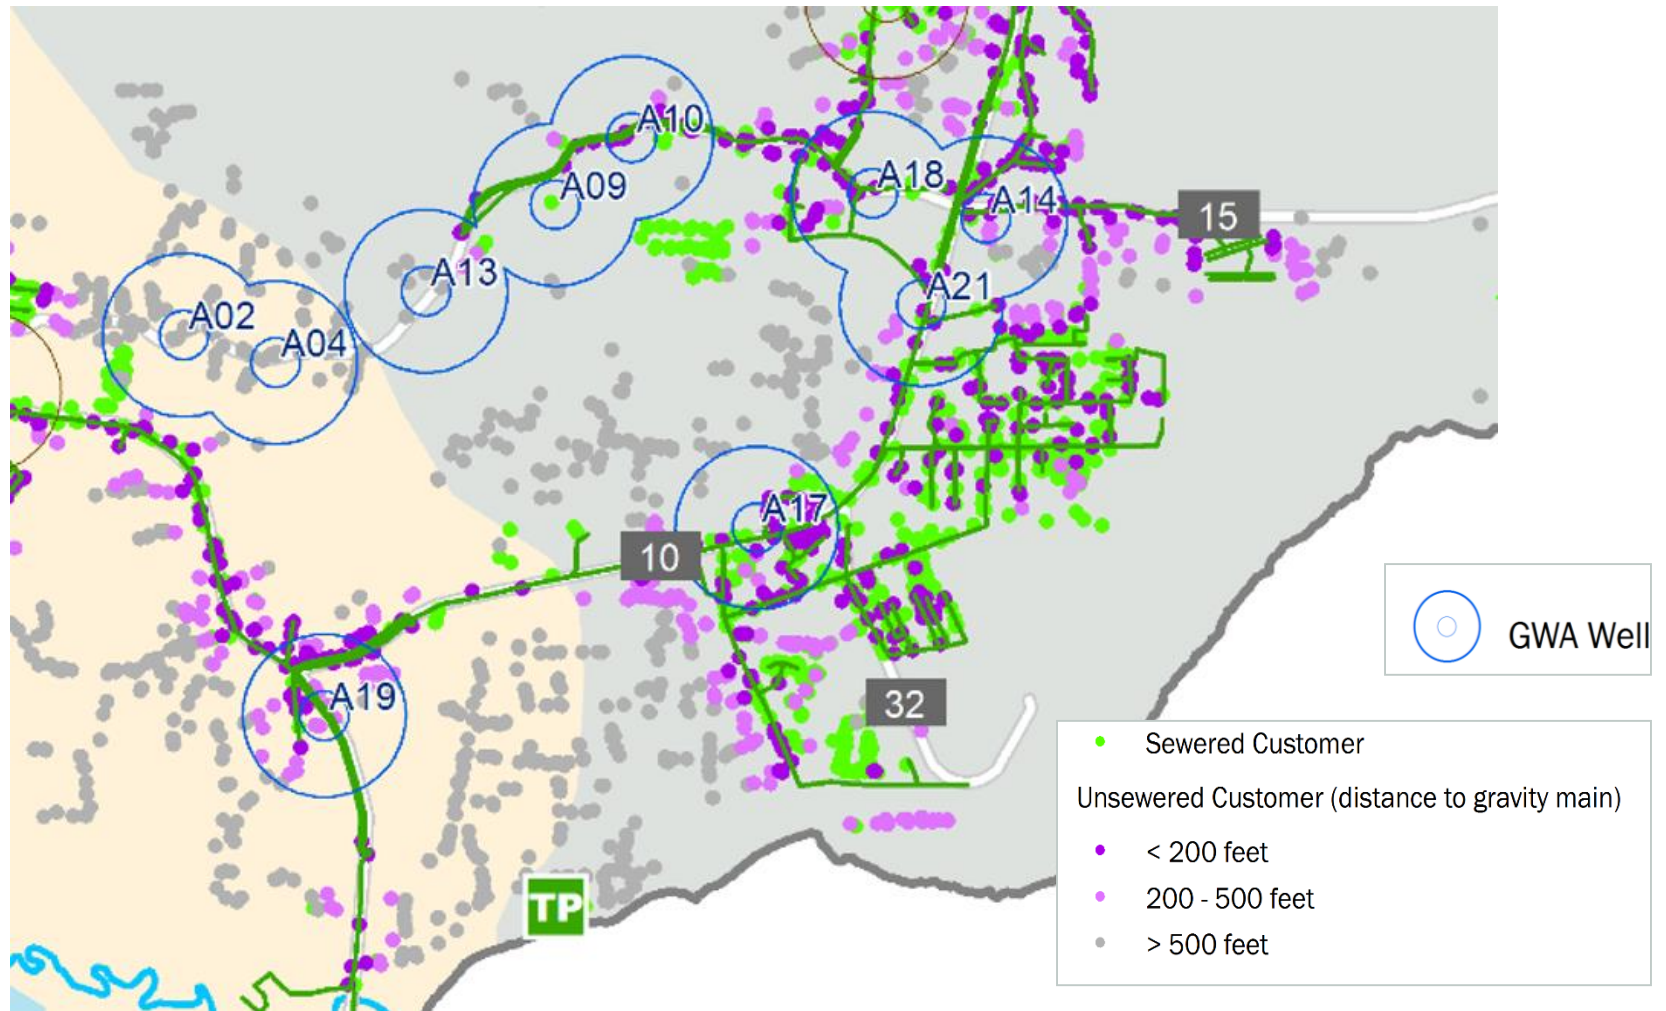 A10
A09
A18
A14
15
A13
A21
A02
A04
A17
10
GWA Well
A19
32
Sewered Customer
Unsewered Customer (distance to gravity main)
< 200 feet
200 - 500 feet
> 500 feet
TP